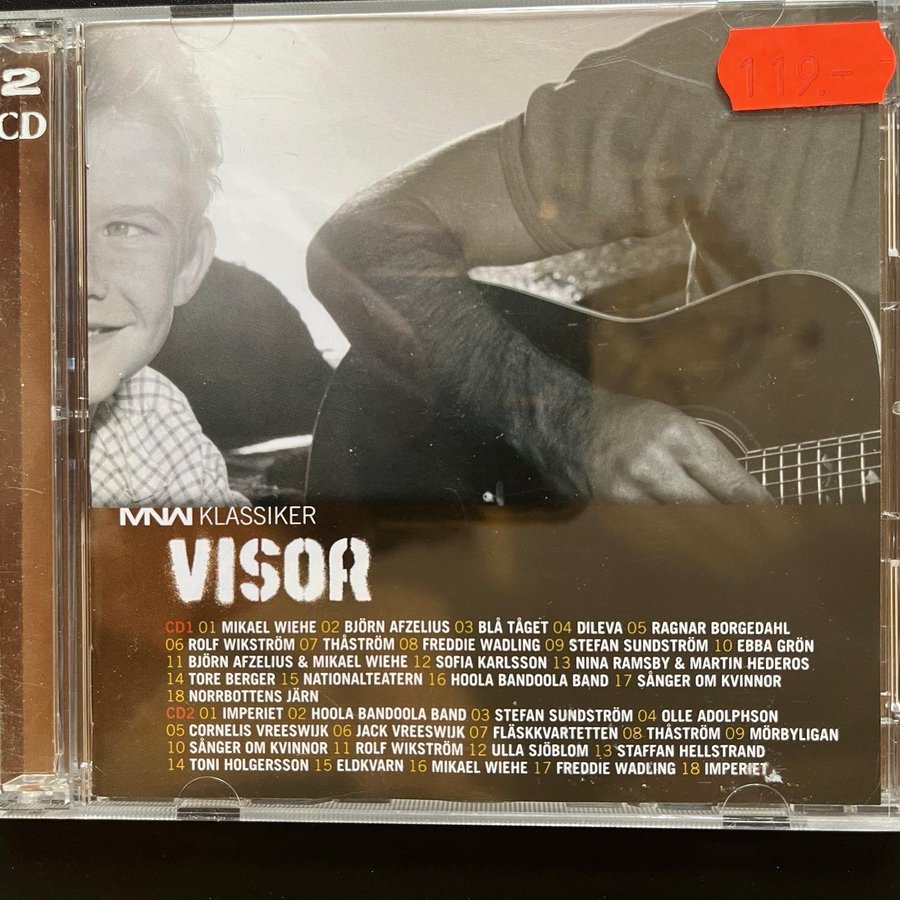 2
CD
119.-
MNW KLASSIKER
VISOR
CD1 01 MIKAEL WIEHE 02 BJÖRN AFZELIUS 03 BLÅ TÅGET 04 DILEVA 05 RAGNAR BORGEDAHL
06 ROLF WIKSTRÖM 07 THÅSTRÖM 08 FREDDIE WADLING 09 STEFAN SUNDSTRÖM 10 EBBA GRÖN
11 BJÖRN AFZELIUS & MIKAEL WIEHE 12 SOFIA KARLSSON 13 NINA RAMSBY & MARTIN HEDEROS
14 TORE BERGER 15 NATIONALTEATERN 16 HOOLA BANDOOLA BAND 17 SÅNGER OM KVINNOR
18 NORRBOTTENS JÄRN
CD2 01 IMPERIET 02 HOOLA BANDOOLA BAND 03 STEFAN SUNDSTRÖM 04 OLLE ADOLPHSON
05 CORNELIS VREESWIJK 06 JACK VREESWIJK 07 FLÄSKKVARTETTEN 08 THÅSTRÖM 09 MÖRBYLIGAN
10 SÅNGER OM KVINNOR 11 ROLF WIKSTRÖM 12 ULLA SJÖBLOM 13 STAFFAN HELLSTRAND
14 TONI HOLGERSSON 15 ELDKVARN 16 MIKAEL WIEHE 17 FREDDIE WADLING 18 IMPERIET